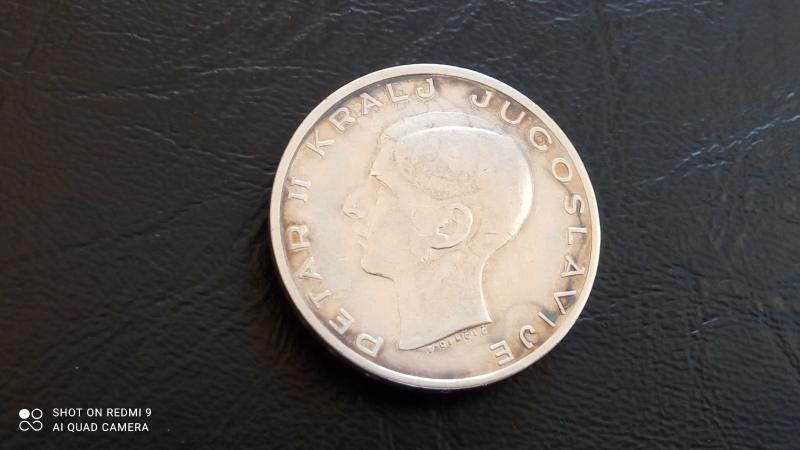 PETAR II KRALJ JUGOSLAVIJE
SHOT ON REDMI 9
AI QUAD CAMERA